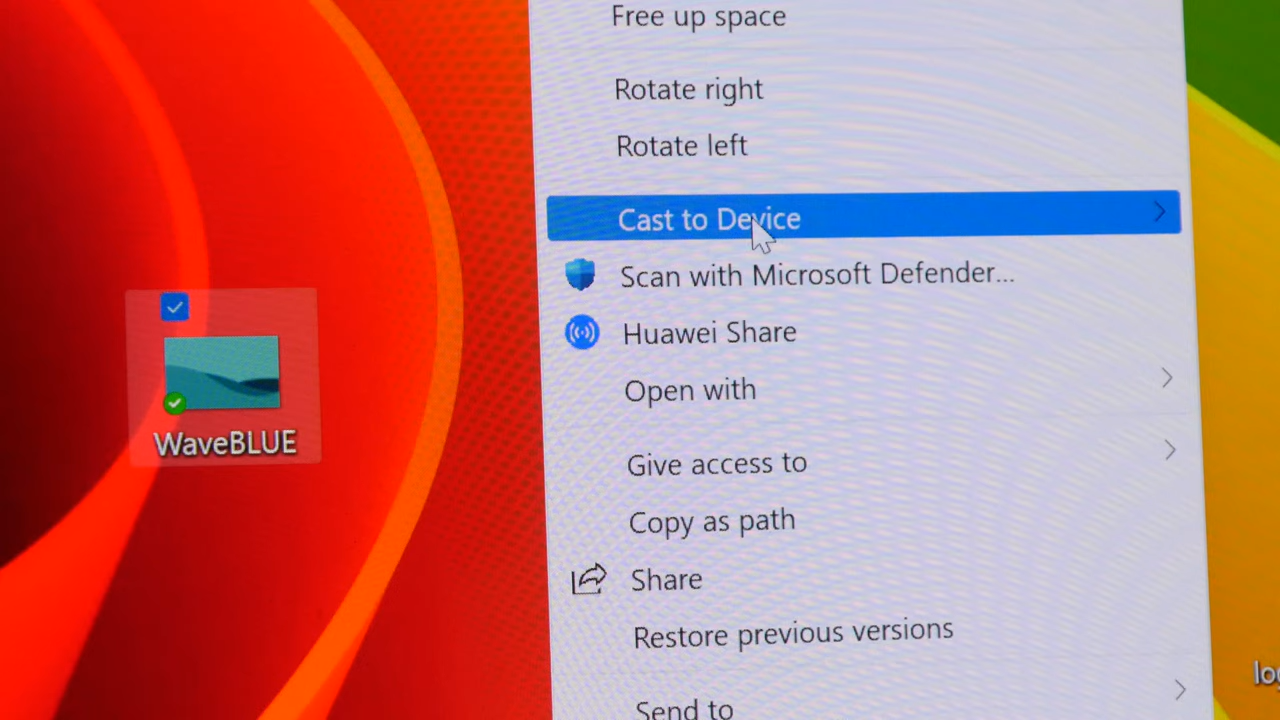 Free up space
Rotate right
Rotate left
Cast to Device
Scan with Microsoft Defender...
Huawei Share
Open with
Give access to
Copy as path
Share
Restore previous versions
Send to
WaveBLUE